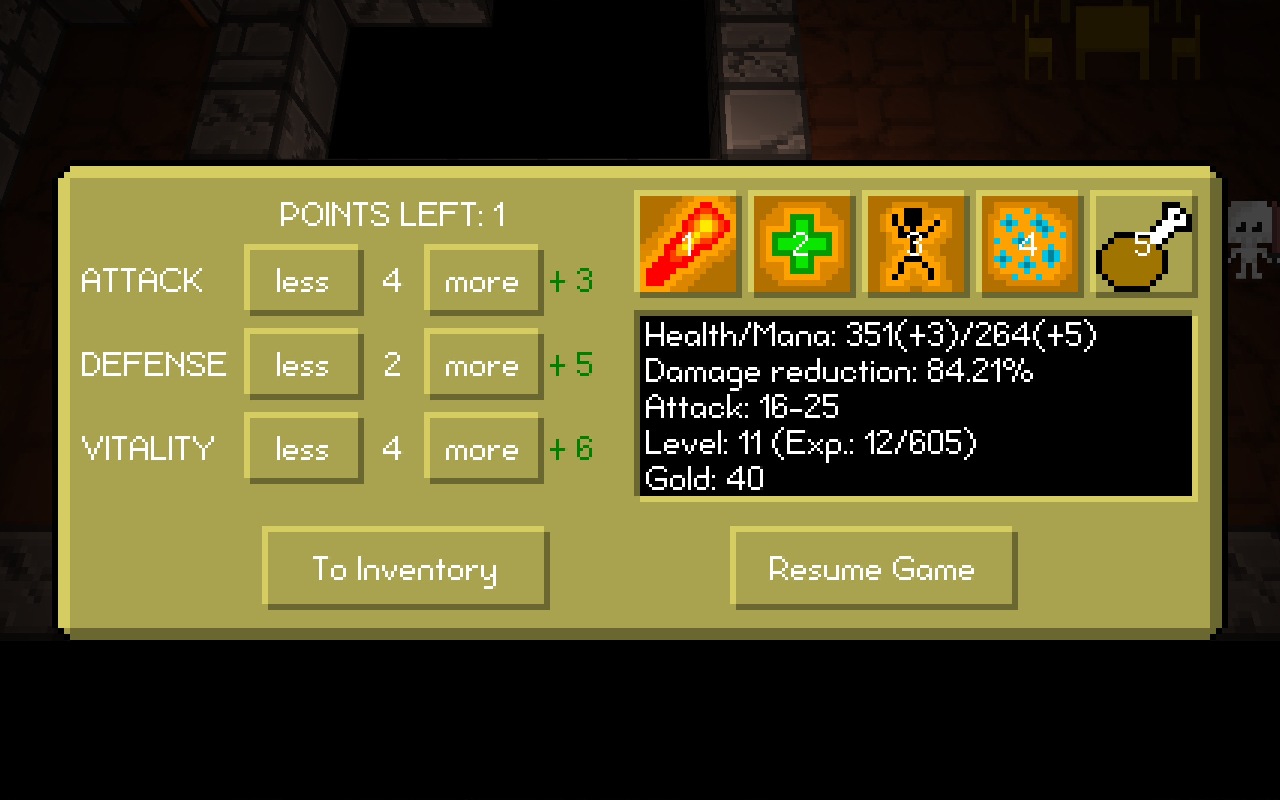 POINTS LEFT: 1
ATTACK less 4 more + 3
DEFENSE less 2 more + 5
VITALITY less 4 more + 6
1 2 3 4 5
Health/Mana: 351(+3)/264(+5)
Damage reduction: 84.21%
Attack: 16-25
Level: 11 (Exp.: 12/605)
Gold: 40
To Inventory
Resume Game